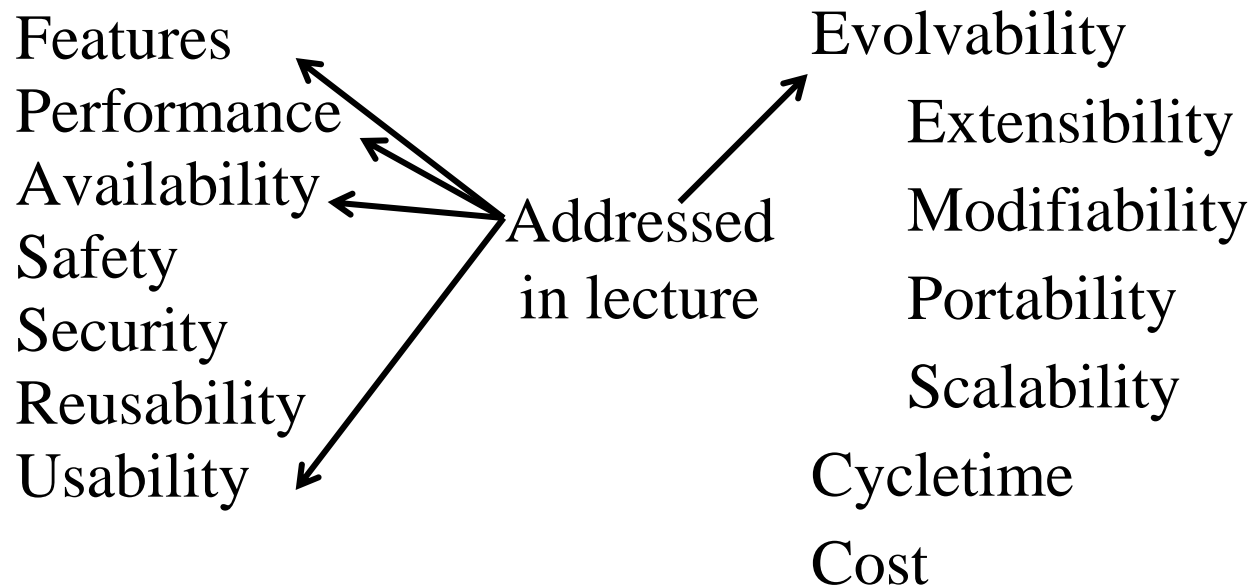 Features
Performance
Availability
Safety
Security
Reusability
Usability
Addressed
in lecture
Evolvability
Extensibility
Modifiability
Portability
Scalability
Cycletime
Cost